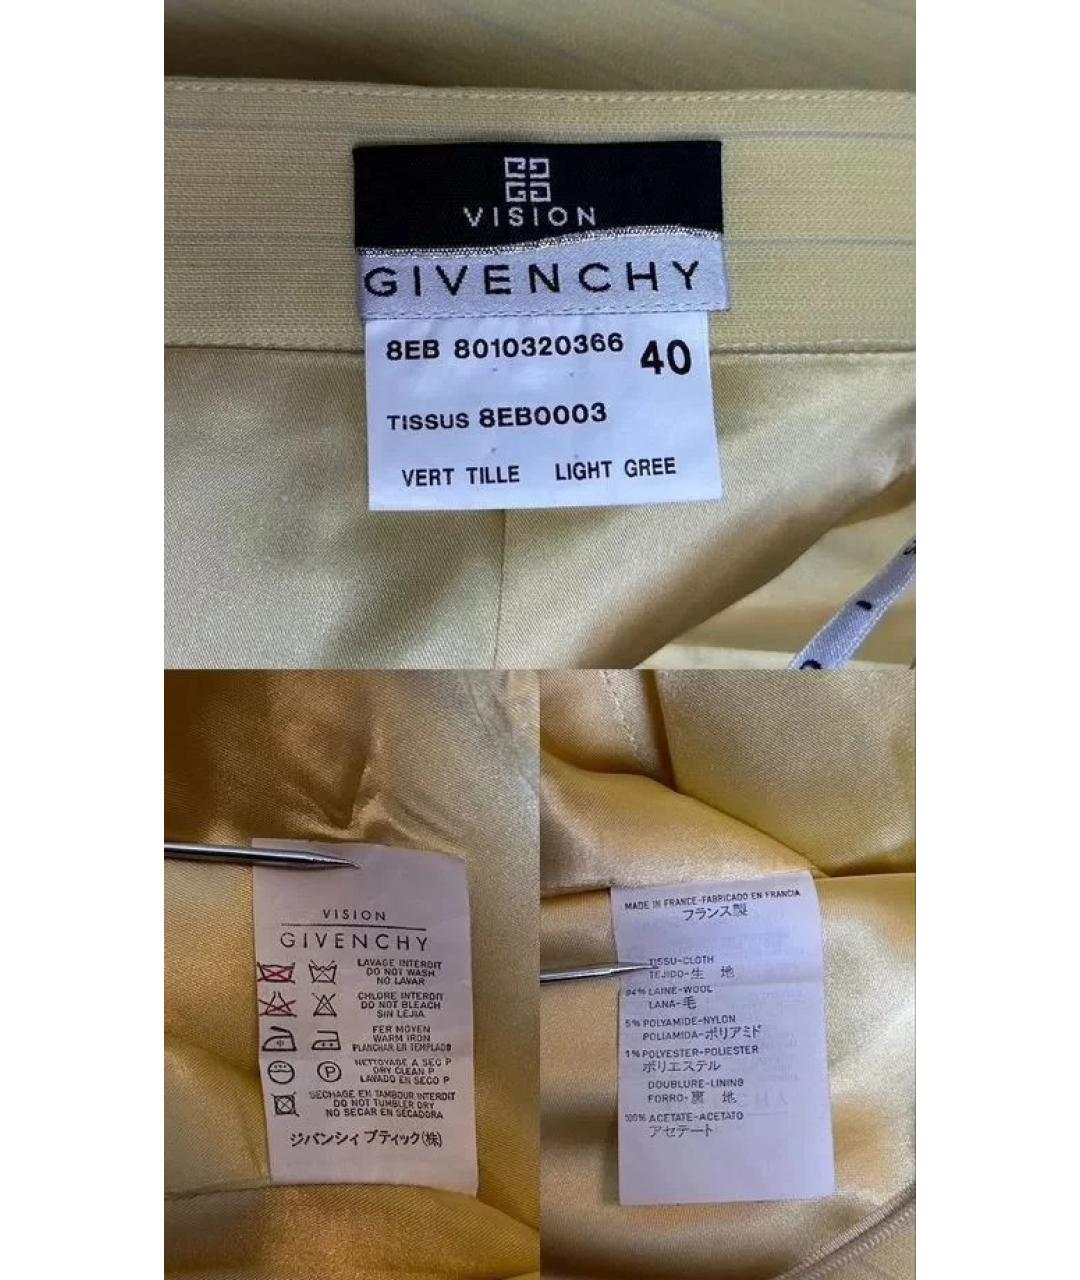 VISION
GIVENCHY
8EB 8010320366 40
TISSUS 8EB0003
VERT TILLE LIGHT GREE
VISION
GIVENCHY
LAVAGE INTERDIT
DO NOT WASH
NO LAVAR
CHLORE INTERDIT
DO NOT BLEACH
SIN LEJIA
FER MOYEN
WARM IRON
PLANCHAR EN TEMPLADO
NETTOYAGE A SEC P
DRY CLEAN P
LAVADO EN SECO P
P
SECHAGE EN TAMBOUR INTERDIT
DO NOT TUMBLER DRY
NO SECAR EN SECADORA
ジバンシィ ブティック(株)
MADE IN FRANCE-FABRICADO EN FRANCIA
フランス製
TISSU-CLOTH
TEJIDO-生 地
94% LAINE-WOOL
LANA-毛
5% POLYAMIDE-NYLON
POLIAMIDA-ポリアミド
1% POLYESTER-POLIESTER
ポリエステル
DOUBLURE-LINING
FORRO-裏 地
100% ACETATE-ACETATO
アセテート